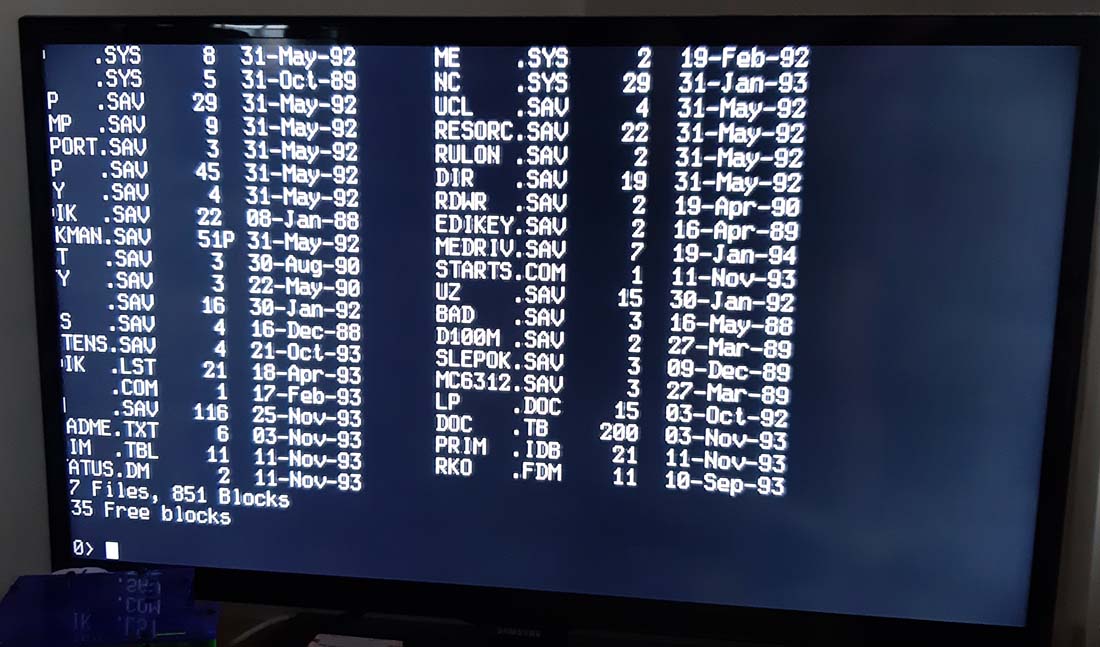 .SYS 8 31-May-92 ME .SYS 2 19-Feb-92
.SYS 5 31-Oct-89 NC .SYS 29 31-Jan-93
P .SAV 29 31-May-92 UCL .SAV 4 31-May-92
MP .SAV 9 31-May-92 RESORC.SAV 22 31-May-92
PORT.SAV 3 31-May-92 RULON .SAV 2 31-May-92
P .SAV 45 31-May-92 DIR .SAV 19 31-May-92
Y .SAV 4 31-May-92 RDWR .SAV 2 19-Apr-90
IK .SAV 22 08-Jan-88 EDIKEY.SAV 2 16-Apr-89
KMAN.SAV 51P 31-May-92 MEDRIV.SAV 7 19-Jan-94
T .SAV 3 30-Aug-90 STARTS.COM 1 11-Nov-93
Y .SAV 3 22-May-90 UZ .SAV 15 30-Jan-92
.SAV 16 30-Jan-92 BAD .SAV 3 16-May-88
S .SAV 4 16-Dec-88 D100M .SAV 2 27-Mar-89
TENS.SAV 4 21-Oct-93 SLEPOK.SAV 3 09-Dec-89
IK .LST 21 18-Apr-93 MC6312.SAV 3 27-Mar-89
.COM 1 17-Feb-93 LP .DOC 15 03-Oct-92
.SAV 116 25-Nov-93 DOC .TB 200 03-Nov-93
ADME.TXT 6 03-Nov-93 PRIM .IDB 21 11-Nov-93
IM .TBL 11 11-Nov-93 RKO .FDM 11 10-Sep-93
ATUS.DM 2 11-Nov-93
7 Files, 851 Blocks
35 Free blocks
0>
SAMSUNG